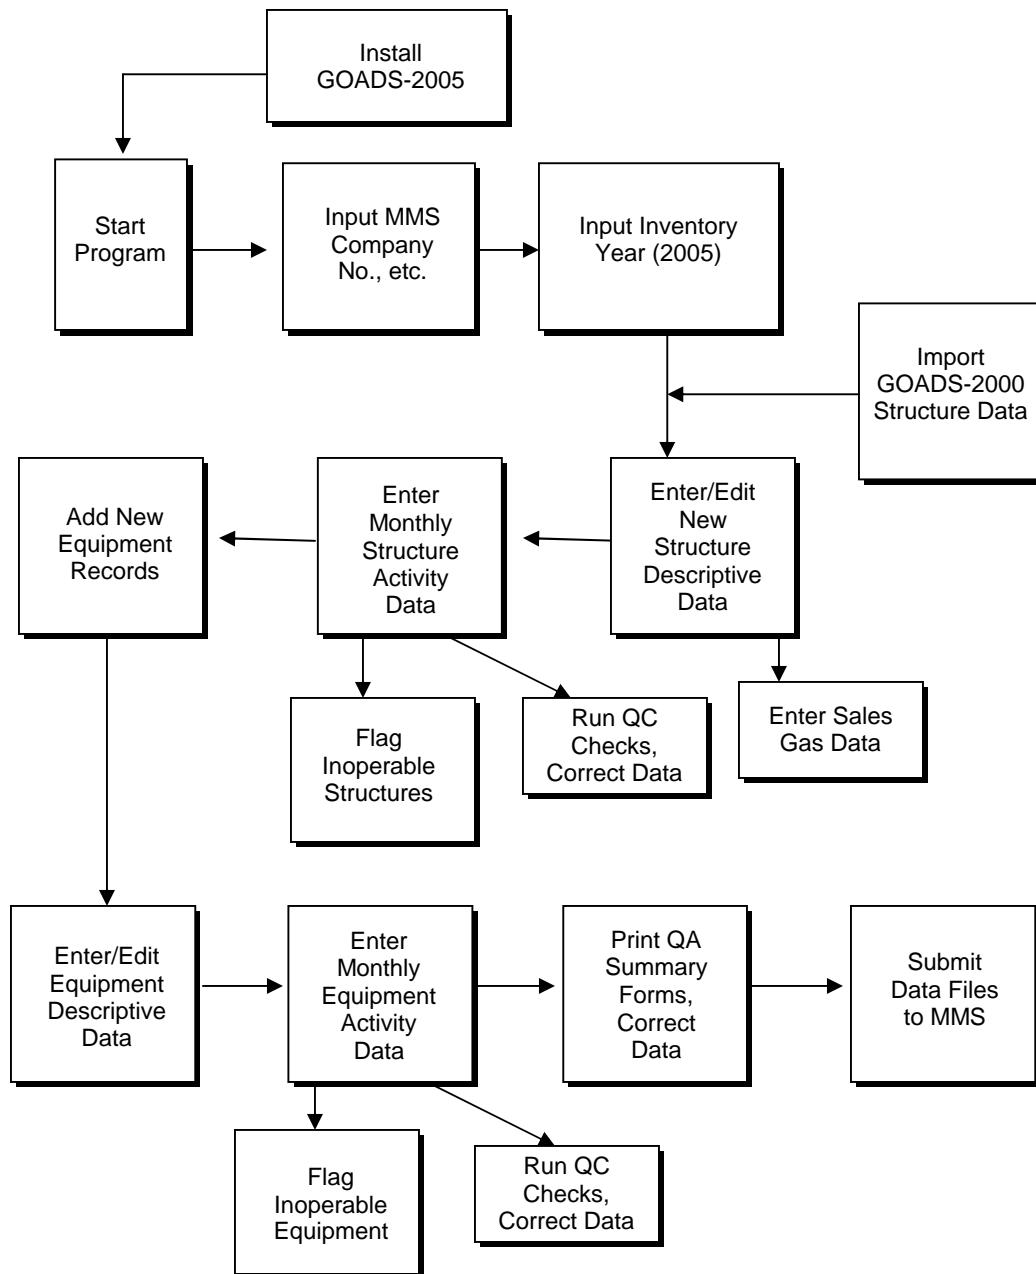 Install
GOADS-2005
Start
Program
Input MMS
Company
No., etc.
Input Inventory
Year (2005)
Import
GOADS-2000
Structure Data
Enter/Edit
New
Structure
Descriptive
Data
Enter
Monthly
Structure
Activity
Data
Add New
Equipment
Records
Flag
Inoperable
Structures
Run QC
Checks,
Correct Data
Enter Sales
Gas Data
Enter/Edit
Equipment
Descriptive
Data
Enter
Monthly
Equipment
Activity
Data
Print QA
Summary
Forms,
Correct
Data
Submit
Data Files
to MMS
Flag
Inoperable
Equipment
Run QC
Checks,
Correct Data